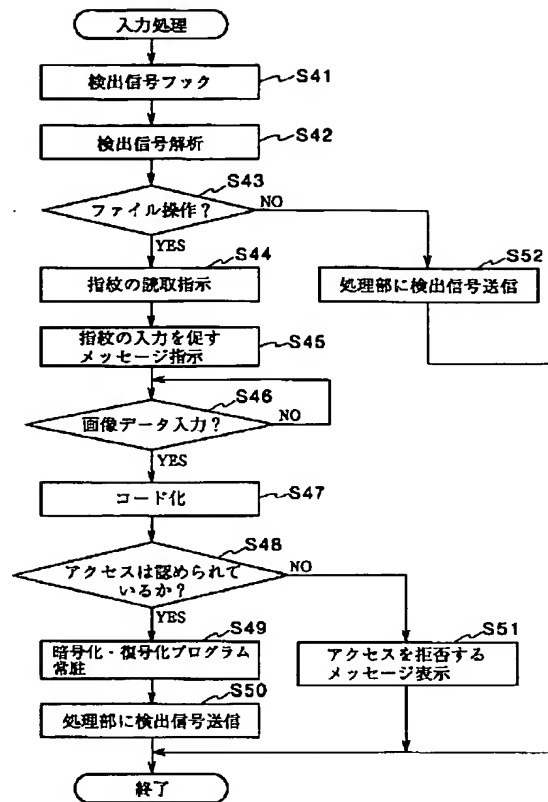 入力処理
検出信号フック
S41
検出信号解析
S42
ファイル操作?
S43
NO
YES
指紋の読取指示
S44
処理部に検出信号送信
S52
指紋の入力を促す
メッセージ指示
S45
画像データ入力?
S46
NO
YES
コード化
S47
アクセスは認められて
いるか?
S48
NO
YES
暗号化・復号化プログラム
常駐
S49
アクセスを拒否する
メッセージ表示
S51
処理部に検出信号送信
S50
終了